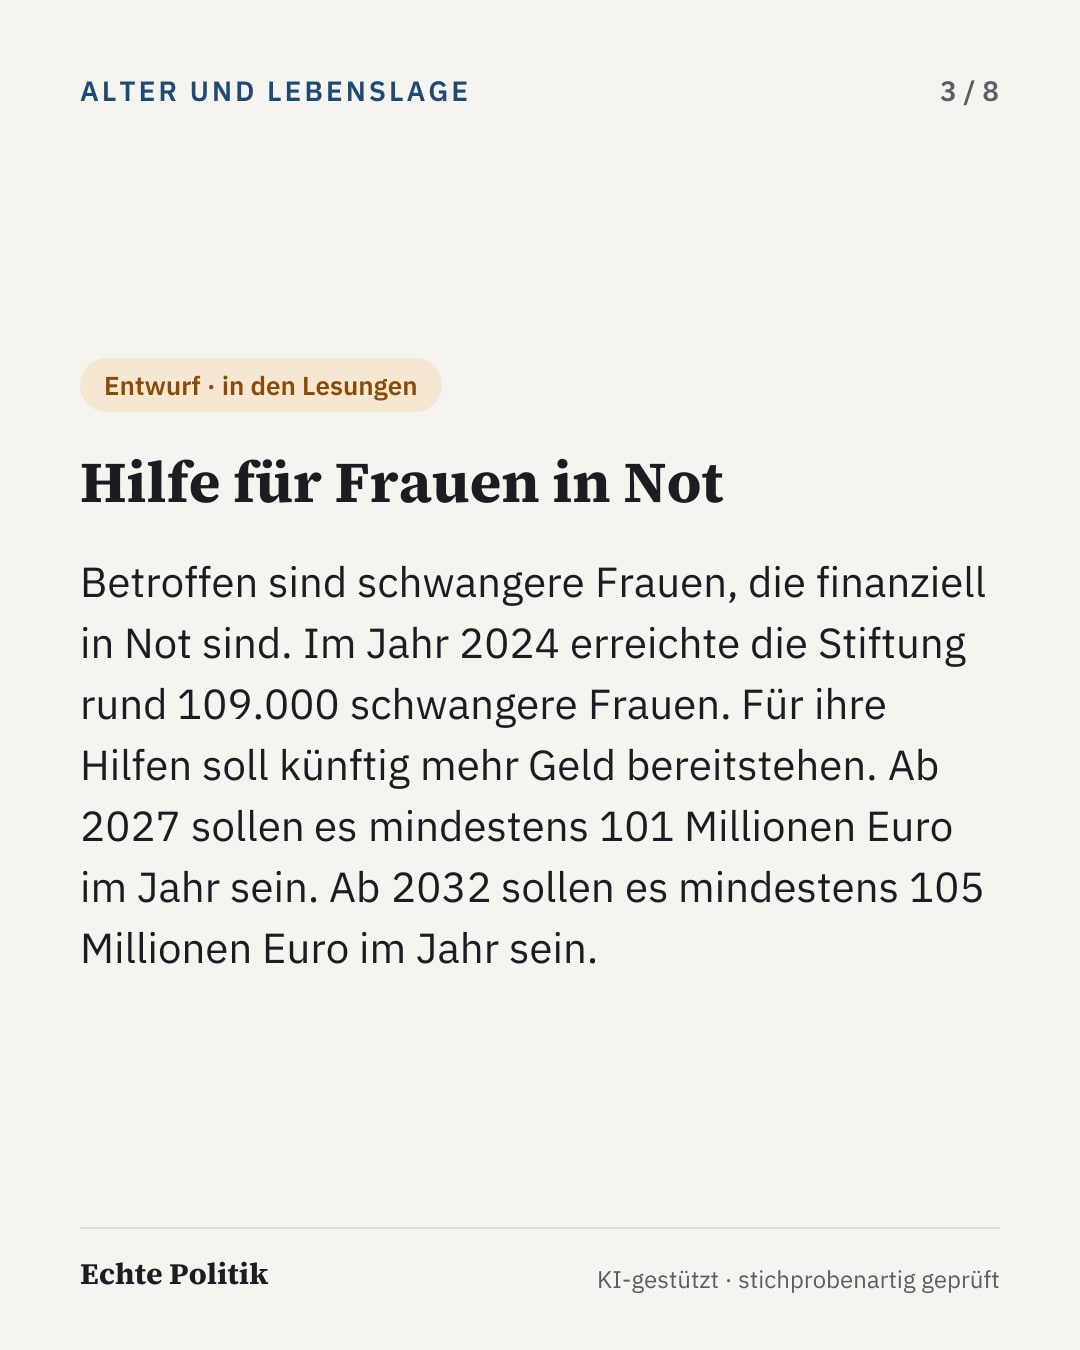 ALTER UND LEBENSLAGE
3 / 8
Entwurf · in den Lesungen
Hilfe für Frauen in Not
Betroffen sind schwangere Frauen, die finanziell
in Not sind. Im Jahr 2024 erreichte die Stiftung
rund 109.000 schwangere Frauen. Für ihre
Hilfen soll künftig mehr Geld bereitstehen. Ab
2027 sollen es mindestens 101 Millionen Euro
im Jahr sein. Ab 2032 sollen es mindestens 105
Millionen Euro im Jahr sein.
Echte Politik
KI-gestützt · stichprobenartig geprüft